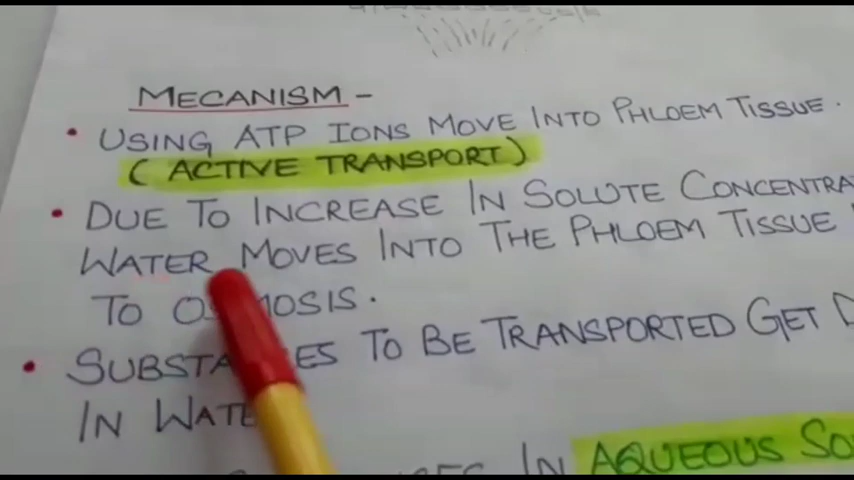 MECANISM -
• USING ATP IONS MOVE INTO PHLOEM TISSUE.
(ACTIVE TRANSPORT)
• DUE TO INCREASE IN SOLUTE
WATER MOVES INTO THE PHLOEM TISSUE
TO
• TO BE TRANSPORTED GET
IN
IN AQUEOUS